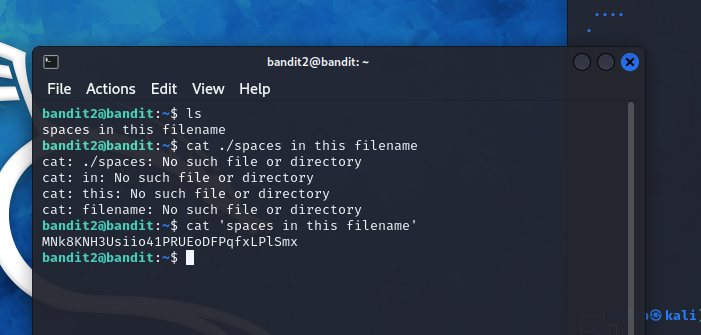 bandit2@bandit: ~
File Actions Edit View Help
bandit2@bandit:~$ ls
spaces in this filename
bandit2@bandit:~$ cat ./spaces in this filename
cat: ./spaces: No such file or directory
cat: in: No such file or directory
cat: this: No such file or directory
cat: filename: No such file or directory
bandit2@bandit:~$ cat 'spaces in this filename'
MNk8KNH3Usiio41PRUEoDFPqfxLPlSmx
bandit2@bandit:~$
kali